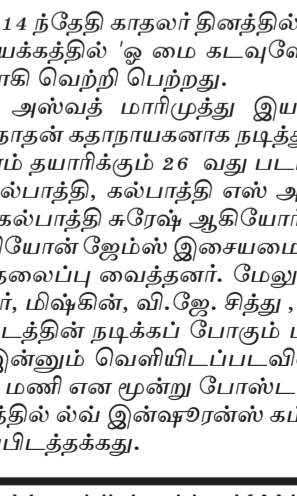 14 ந்தேதி காதலர் தினத்தில்
யக்கத்தில் 'ஓ மை கடவுளே
ாகி வெற்றி பெற்றது.
அஸ்வத் மாரிமுத்து இய
நாதன் கதாநாயகனாக நடித்த
ரம் தயாரிக்கும் 26 வது படம
ல்பாத்தி, கல்பாத்தி எஸ் அ
கல்பாத்தி சுரேஷ் ஆகியோர்
ியோன் ஜேம்ஸ் இசையமை
தலைப்பு வைத்தனர். மேலு
ர், மிஷ்கின், வி.ஜே. சித்து ,
டத்தின் நடிக்கப் போகும் ம
இன்னும் வெளியிடப்படவி
மணி என மூன்று போஸ்ட
த்தில் ல்வ் இன்ஷூரன்ஸ் கம
ப்பிடத்தக்கது.